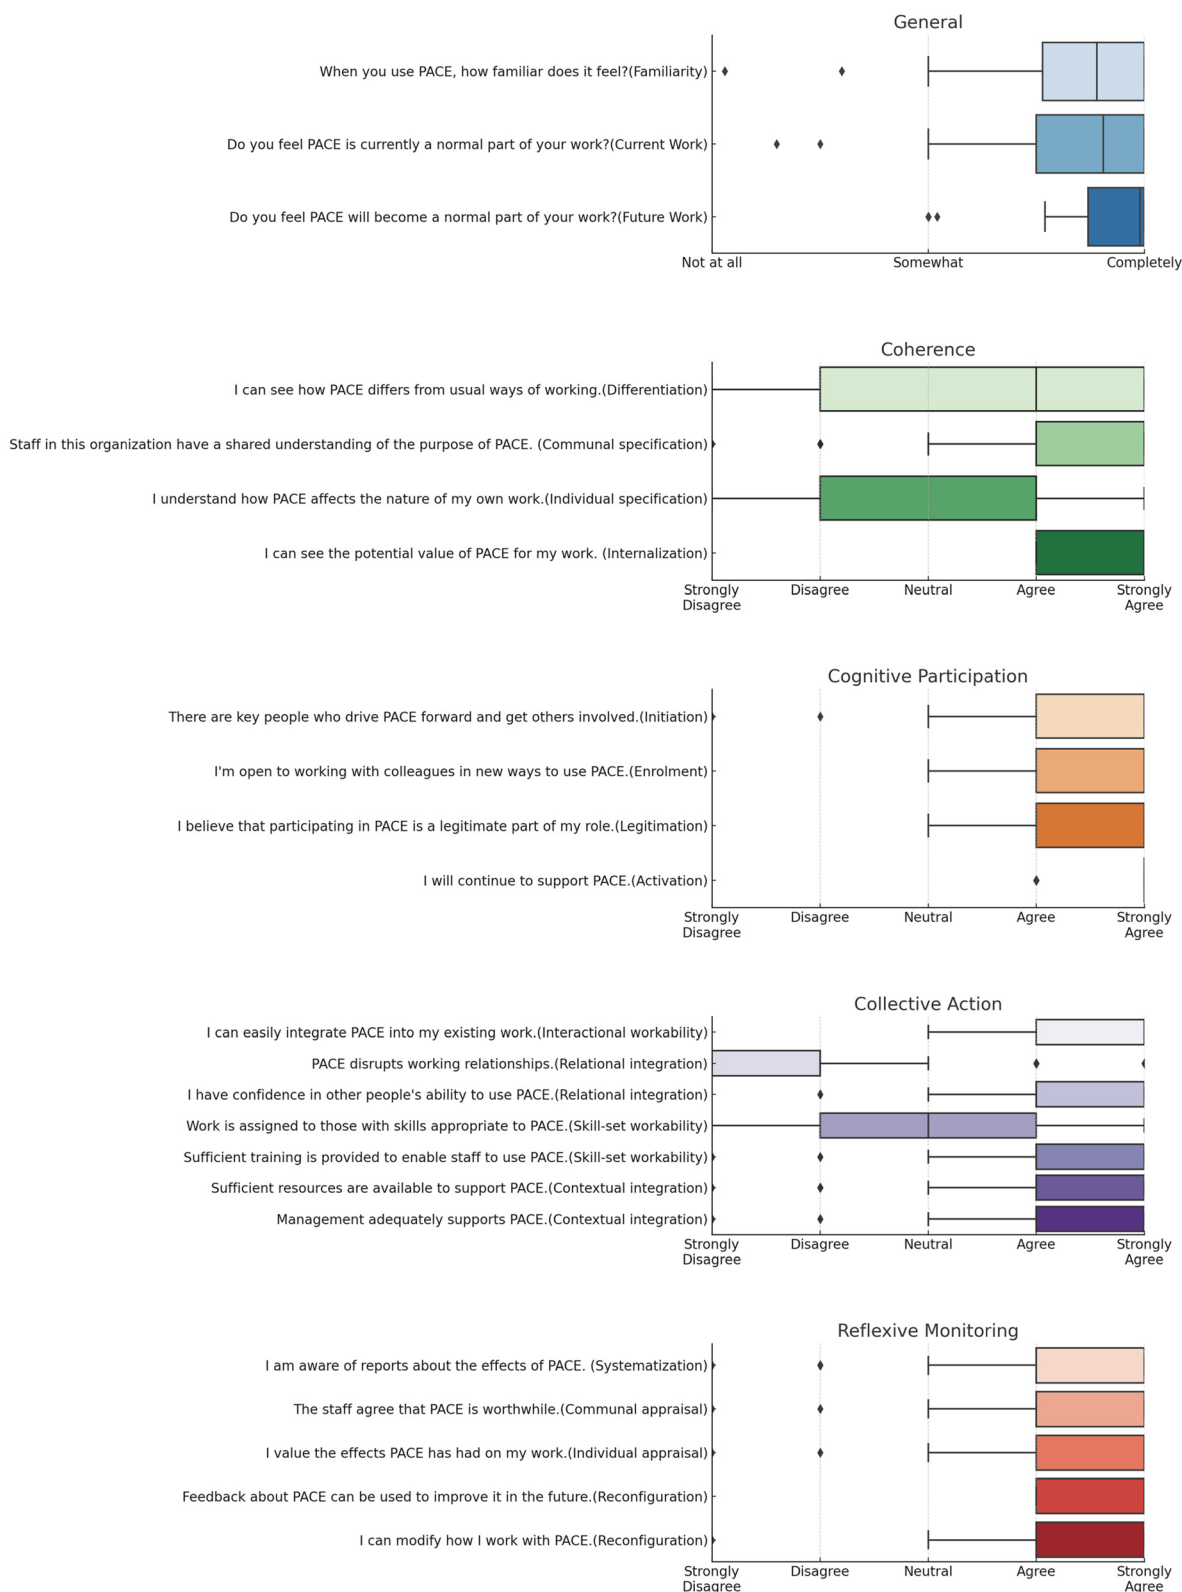 General
When you use PACE, how familiar does it feel?(Familiarity)
Do you feel PACE is currently a normal part of your work?(Current Work)
Do you feel PACE will become a normal part of your work?(Future Work)
Not at all Somewhat Completely
Coherence
I can see how PACE differs from usual ways of working.(Differentiation)
Staff in this organization have a shared understanding of the purpose of PACE. (Communal specification)
I understand how PACE affects the nature of my own work.(Individual specification)
I can see the potential value of PACE for my work. (Internalization)
Strongly Disagree Neutral Agree Strongly
Disagree Agree
Cognitive Participation
There are key people who drive PACE forward and get others involved.(Initiation)
I'm open to working with colleagues in new ways to use PACE.(Enrolment)
I believe that participating in PACE is a legitimate part of my role.(Legitimation)
I will continue to support PACE.(Activation)
Strongly Disagree Neutral Agree Strongly
Disagree Agree
Collective Action
I can easily integrate PACE into my existing work.(Interactional workability)
PACE disrupts working relationships.(Relational integration)
I have confidence in other people's ability to use PACE.(Relational integration)
Work is assigned to those with skills appropriate to PACE.(Skill-set workability)
Sufficient training is provided to enable staff to use PACE.(Skill-set workability)
Sufficient resources are available to support PACE.(Contextual integration)
Management adequately supports PACE.(Contextual integration)
Strongly Disagree Neutral Agree Strongly
Disagree Agree
Reflexive Monitoring
I am aware of reports about the effects of PACE. (Systematization)
The staff agree that PACE is worthwhile.(Communal appraisal)
I value the effects PACE has had on my work.(Individual appraisal)
Feedback about PACE can be used to improve it in the future.(Reconfiguration)
I can modify how I work with PACE.(Reconfiguration)
Strongly Disagree Neutral Agree Strongly
Disagree Agree